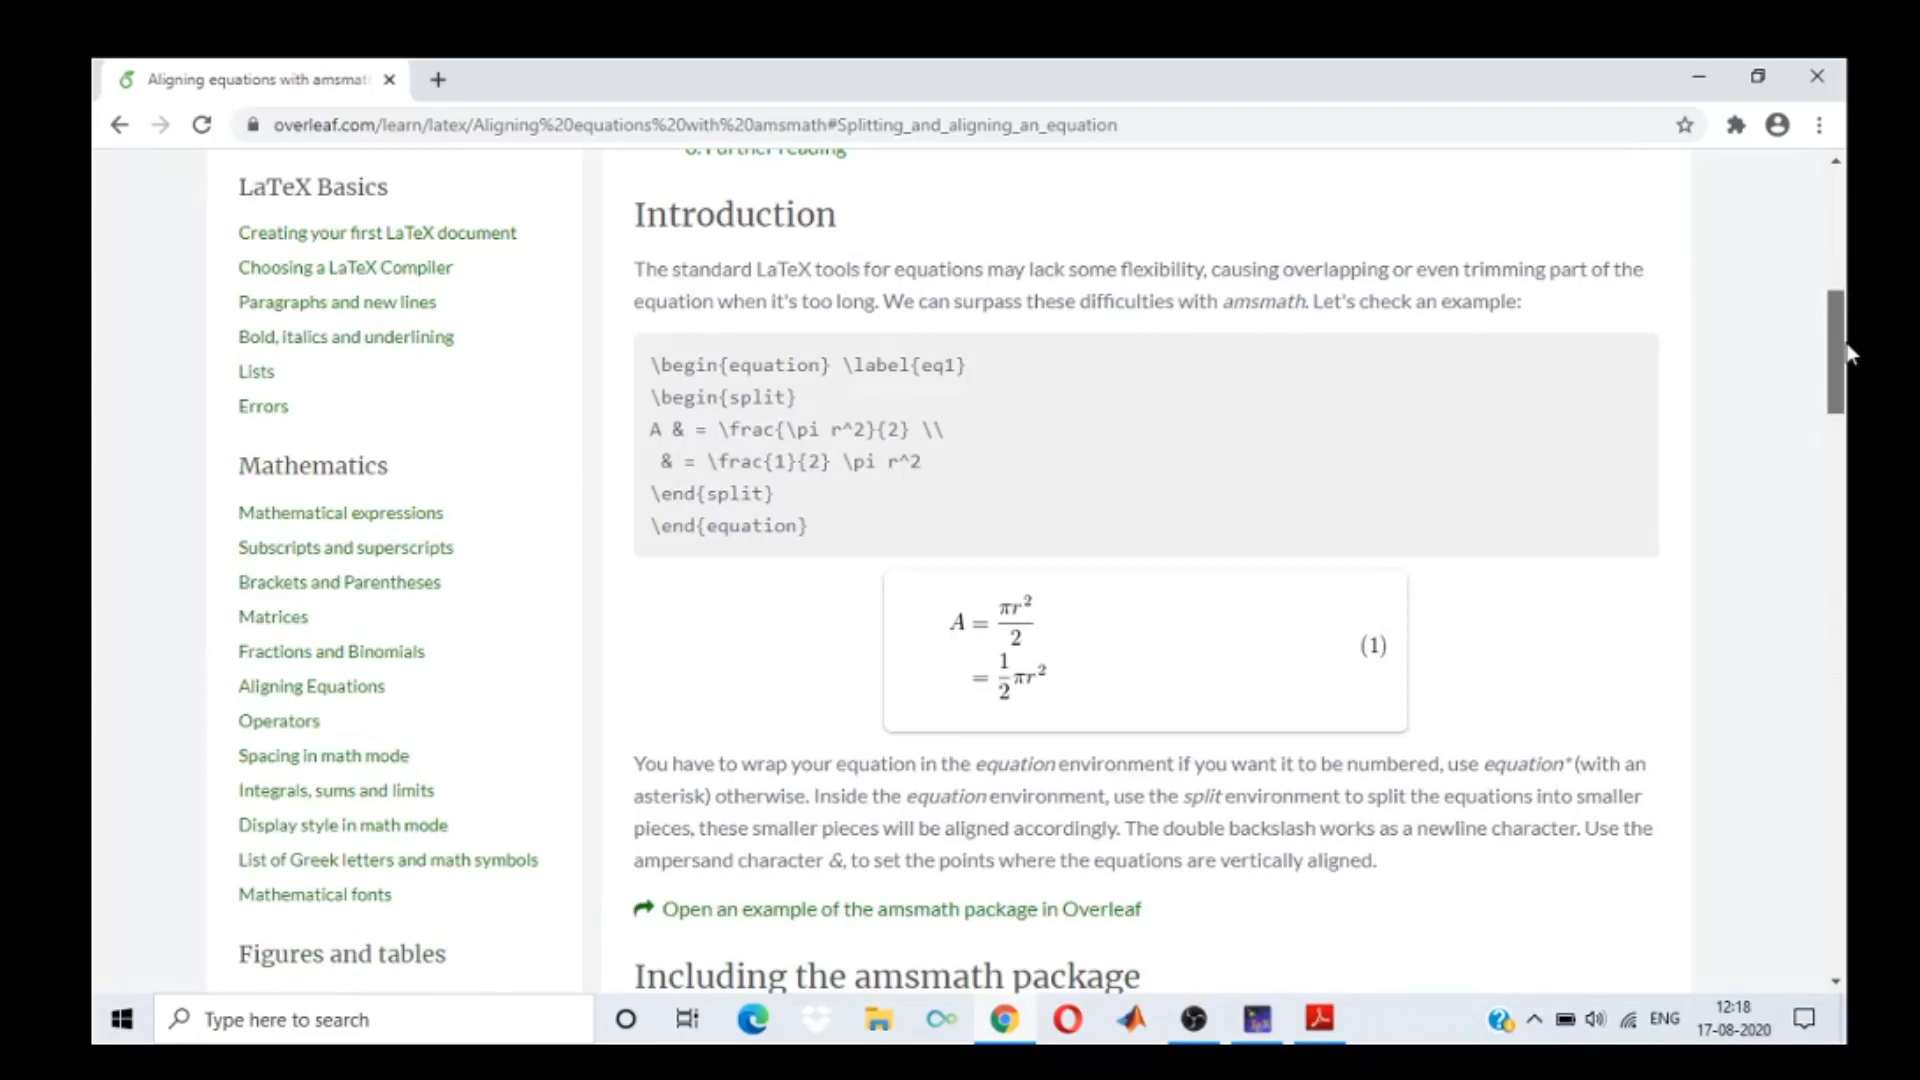 Aligning equations with amsmat
overleaf.com/learn/latex/Aligning%20equations%20with%20amsmath#Splitting_and_aligning_an_equation
LaTeX Basics
Creating your first LaTeX document
Choosing a LaTeX Compiler
Paragraphs and new lines
Bold, italics and underlining
Lists
Errors
Mathematics
Mathematical expressions
Subscripts and superscripts
Brackets and Parentheses
Matrices
Fractions and Binomials
Aligning Equations
Operators
Spacing in math mode
Integrals, sums and limits
Display style in math mode
List of Greek letters and math symbols
Mathematical fonts
Figures and tables
Further reading
Introduction
The standard LaTeX tools for equations may lack some flexibility, causing overlapping or even trimming part of the
equation when it's too long. We can surpass these difficulties with amsmath. Let's check an example:
\begin{equation} \label{eq1}
\begin{split}
A & = \frac{\pi r^2}{2} \\
& = \frac{1}{2} \pi r^2
\end{split}
\end{equation}
A = πr²/2
= 1/2 πr²
(1)
You have to wrap your equation in the equation environment if you want it to be numbered, use equation* (with an
asterisk) otherwise. Inside the equation environment, use the split environment to split the equations into smaller
pieces, these smaller pieces will be aligned accordingly. The double backslash works as a newline character. Use the
ampersand character &, to set the points where the equations are vertically aligned.
Open an example of the amsmath package in Overleaf
Including the amsmath package
Type here to search
ENG
12:18
17-08-2020